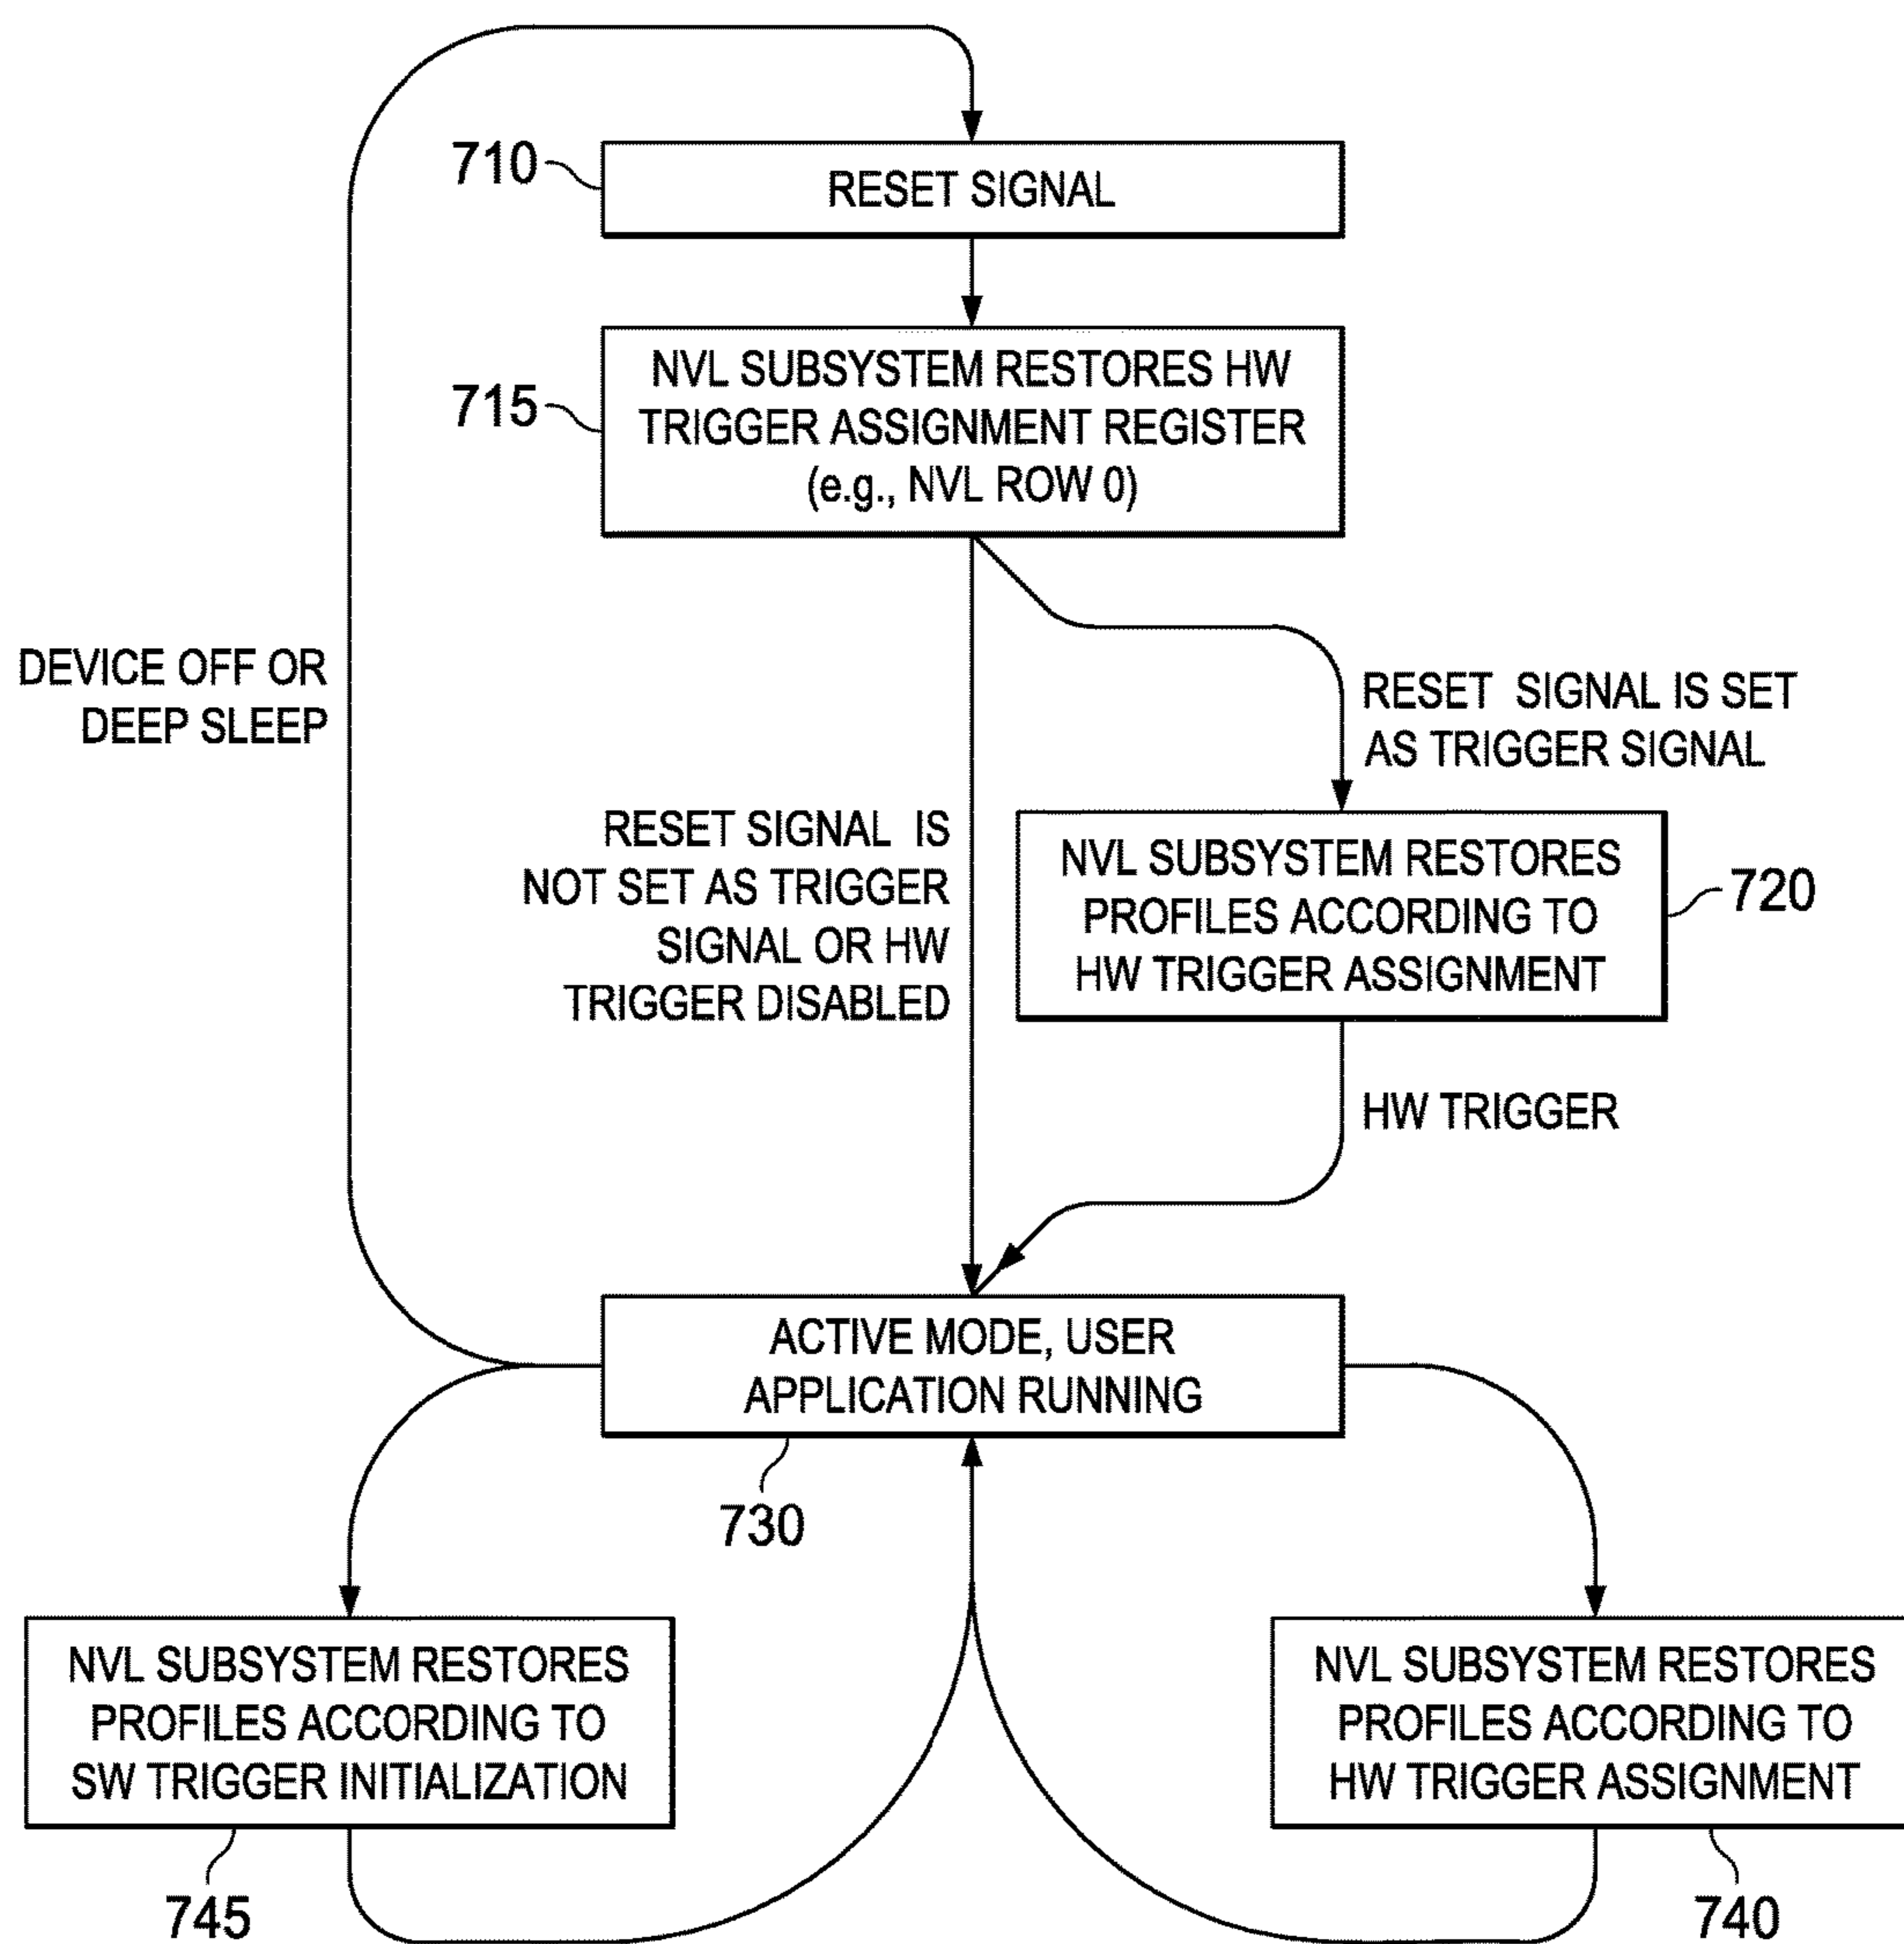 710
RESET SIGNAL
715
NVL SUBSYSTEM RESTORES HW
TRIGGER ASSIGNMENT REGISTER
(e.g., NVL ROW 0)
DEVICE OFF OR
DEEP SLEEP
RESET SIGNAL IS SET
AS TRIGGER SIGNAL
RESET SIGNAL IS
NOT SET AS TRIGGER
SIGNAL OR HW
TRIGGER DISABLED
NVL SUBSYSTEM RESTORES
PROFILES ACCORDING TO
HW TRIGGER ASSIGNMENT
720
HW TRIGGER
ACTIVE MODE, USER
APPLICATION RUNNING
730
NVL SUBSYSTEM RESTORES
PROFILES ACCORDING TO
SW TRIGGER INITIALIZATION
745
NVL SUBSYSTEM RESTORES
PROFILES ACCORDING TO
HW TRIGGER ASSIGNMENT
740